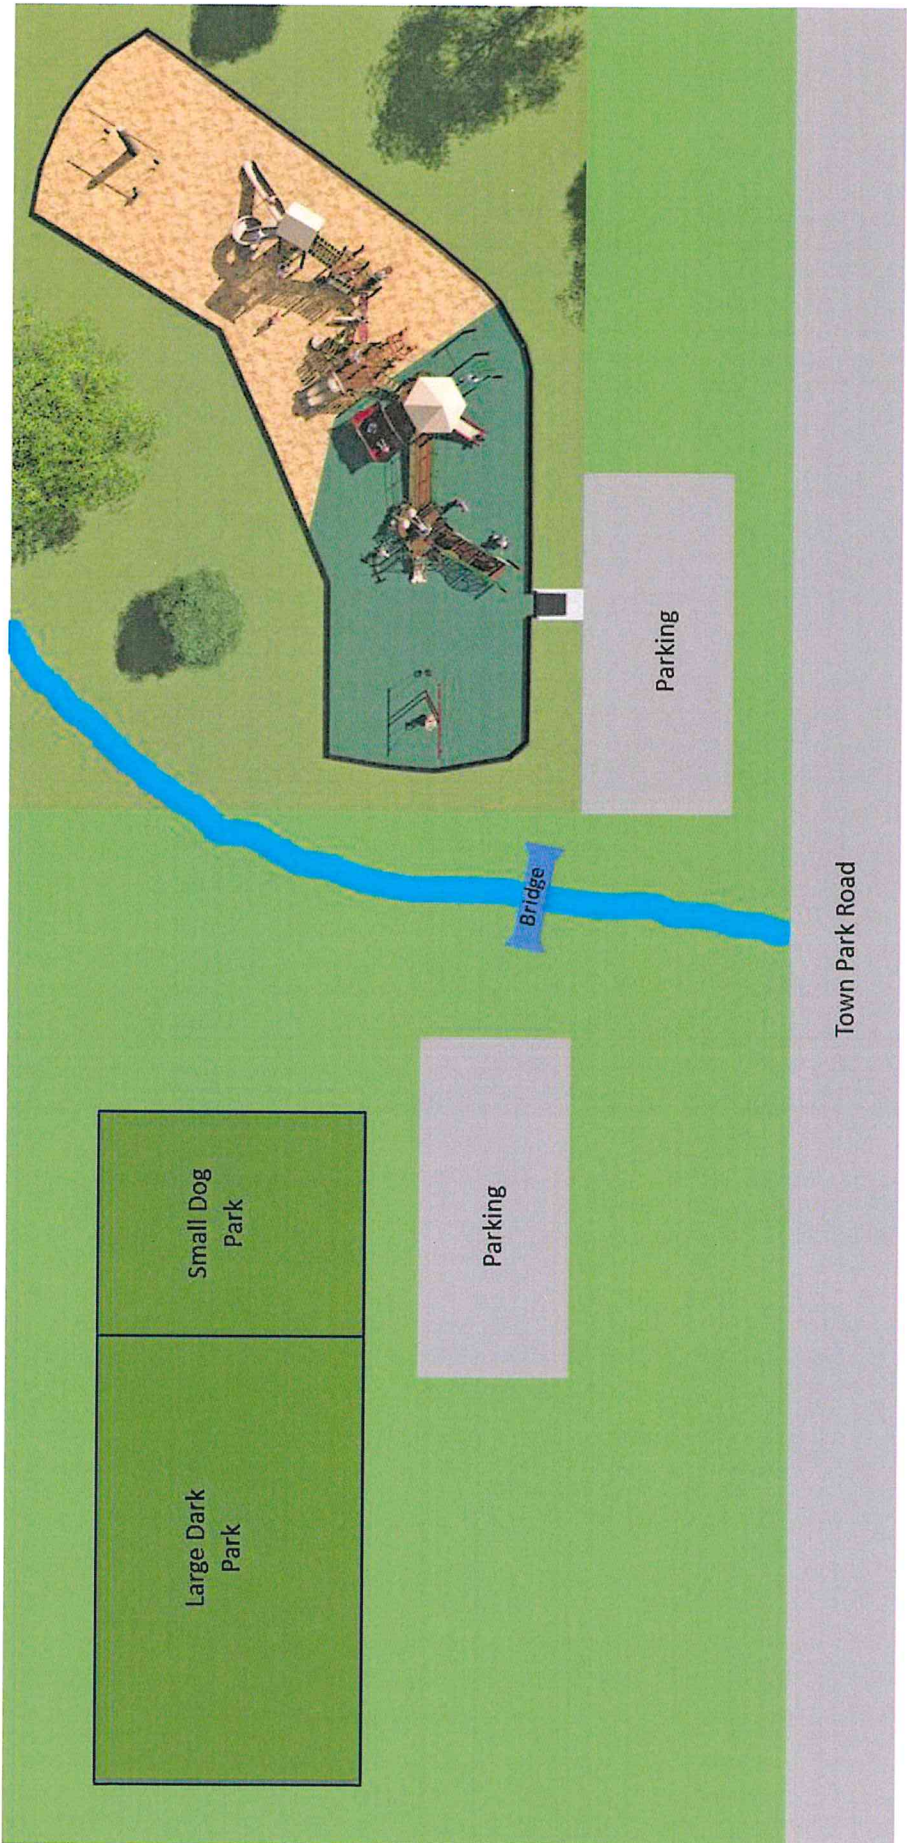 Large Dark
Park
Small Dog
Park
Parking
Bridge
Parking
Town Park Road